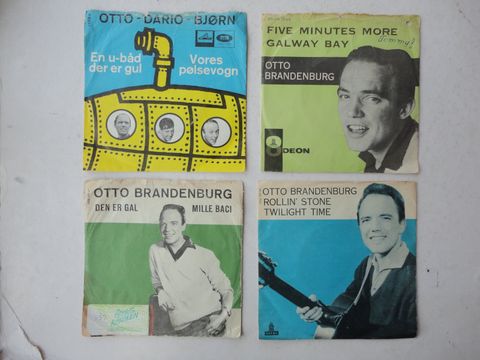 OTTO - DARIO - BJØRN
En u-båd
der er gul
Vores
pølsevogn
FIVE MINUTES MORE
GALWAY BAY
OTTO
BRANDENBURG
ODEON
OTTO BRANDENBURG
DEN ER GAL
MILLE BACI
OTTO BRANDENBURG
ROLLIN' STONE
TWILIGHT TIME